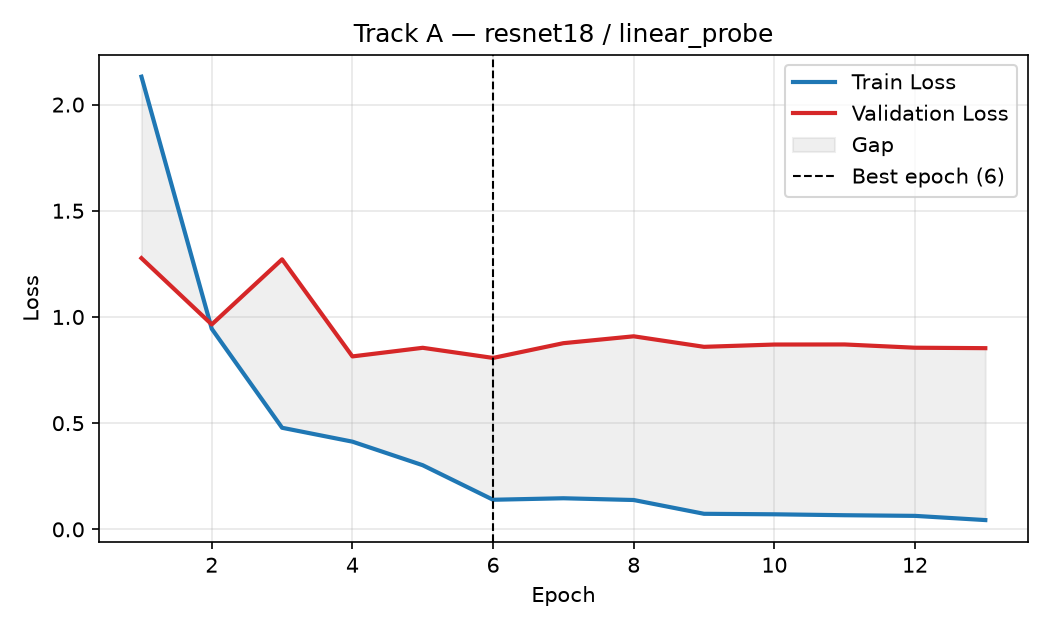 Track A — resnet18 / linear_probe
Train Loss
Validation Loss
Gap
Best epoch (6)
Loss
2.0
1.5
1.0
0.5
0.0
2 4 6 8 10 12
Epoch